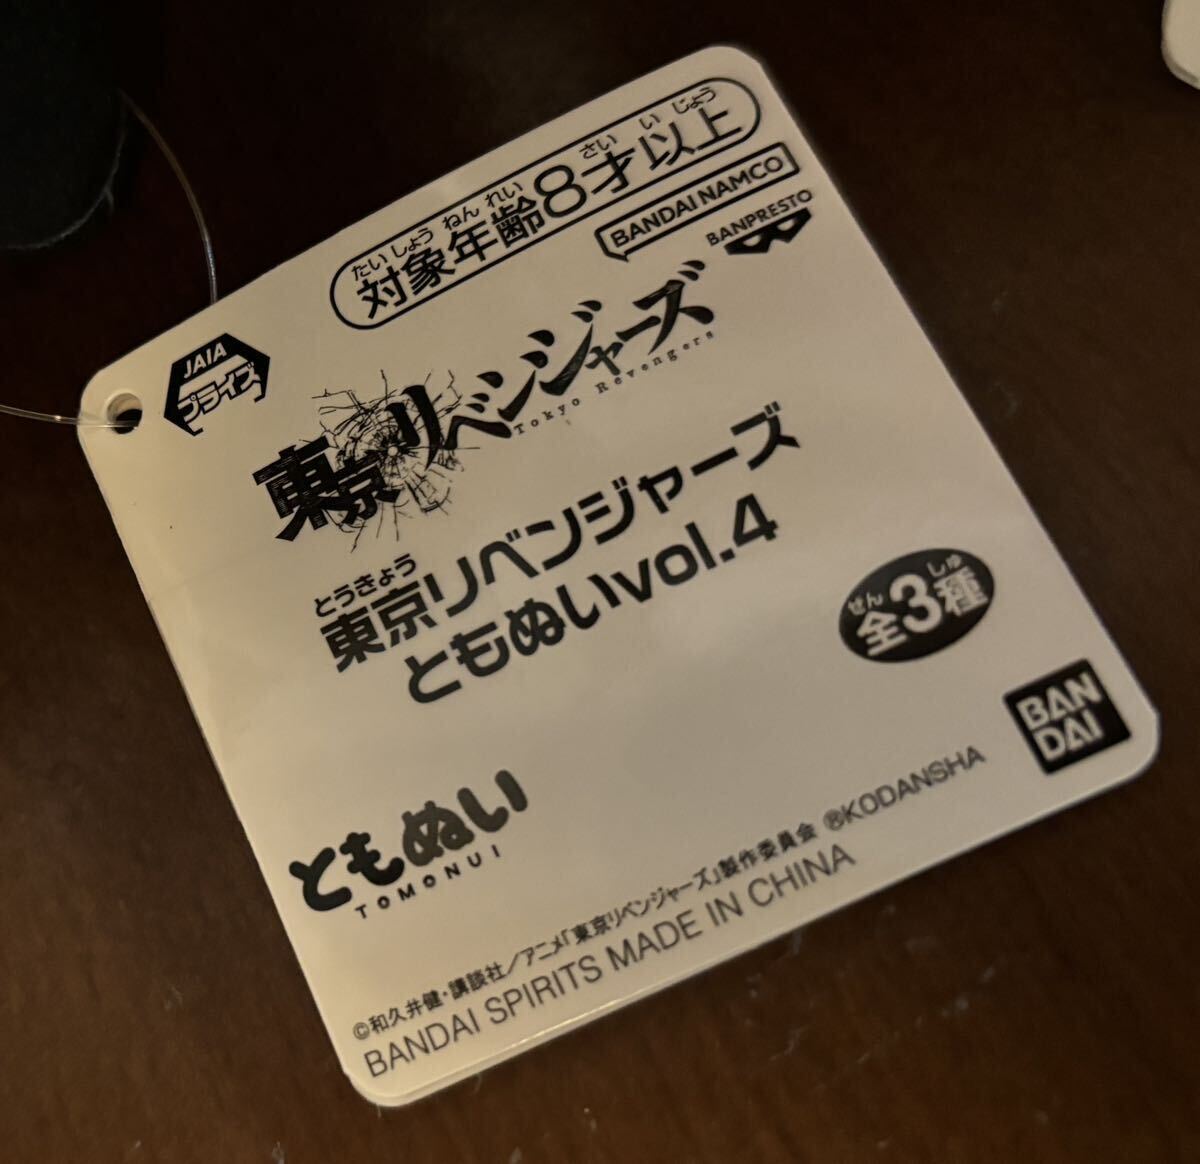 たいしょうねんれい さい いじょう
対象年齢8才以上
BANDAI NAMCO
BANPRESTO
JAIA
プライズ
東京リベンジャーズ
Tokyo Revengers
とうきょう
東京リベンジャーズ
ともぬいvol.4
ぜん しゅ
全3種
BAN
DAI
ともぬい
TOMONUI
©和久井健・講談社／アニメ「東京リベンジャーズ」製作委員会 ®KODANSHA
BANDAI SPIRITS MADE IN CHINA